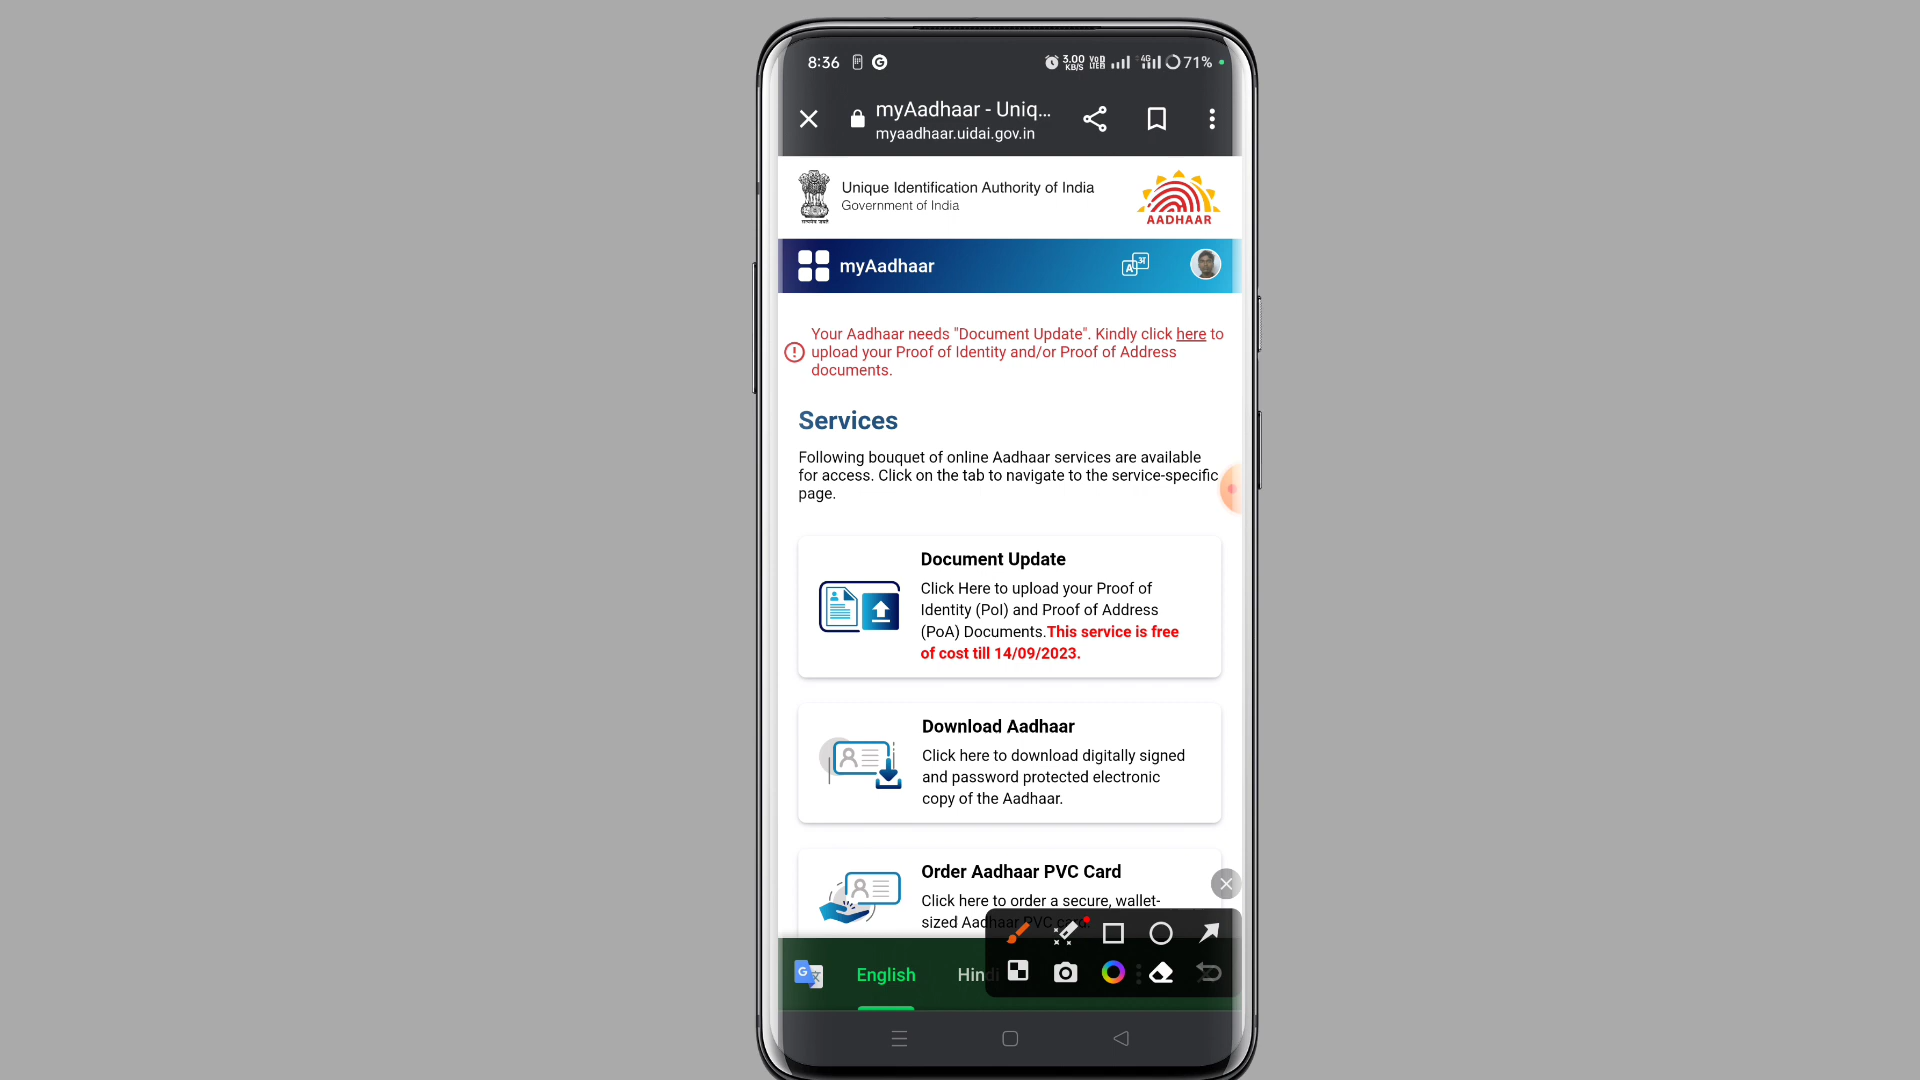 8:36
3.00 KB/S
4G
71%
myAadhaar - Uniq...
myaadhaar.uidai.gov.in
Unique Identification Authority of India
Government of India
AADHAAR
myAadhaar
Your Aadhaar needs "Document Update". Kindly click here to
upload your Proof of Identity and/or Proof of Address
documents.
Services
Following bouquet of online Aadhaar services are available
for access. Click on the tab to navigate to the service-specific
page.
Document Update
Click Here to upload your Proof of
Identity (PoI) and Proof of Address
(PoA) Documents.This service is free
of cost till 14/09/2023.
Download Aadhaar
Click here to download digitally signed
and password protected electronic
copy of the Aadhaar.
Order Aadhaar PVC Card
Click here to order a secure, wallet-
sized Aadhaar PVC card.
English Hindi